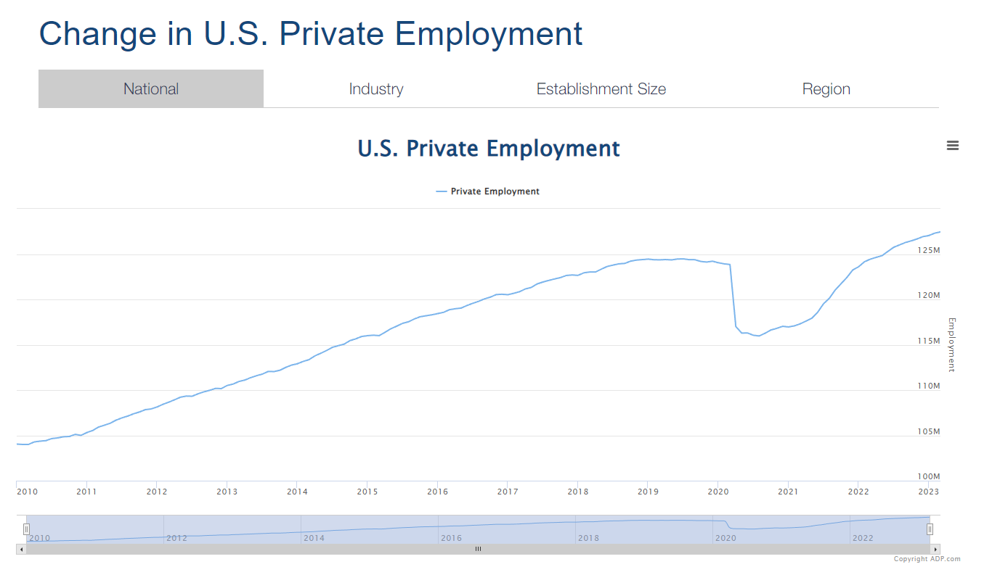 Change in U.S. Private Employment
National Industry Establishment Size Region
U.S. Private Employment
Private Employment
125M
120M
115M
110M
105M
100M
Employment
2010 2011 2012 2013 2014 2015 2016 2017 2018 2019 2020 2021 2022 2023
2010 2012 2014 2016 2018 2020 2022
Copyright ADP.com